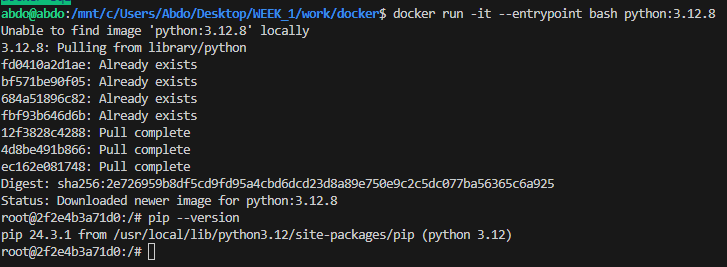 abdo@abdo:/mnt/c/Users/Abdo/Desktop/WEEK_1/work/docker$ docker run -it --entrypoint bash python:3.12.8
Unable to find image 'python:3.12.8' locally
3.12.8: Pulling from library/python
fd0410a2d1ae: Already exists
bf571be90f05: Already exists
684a51896c82: Already exists
fbf93b646d6b: Already exists
12f3828c4288: Pull complete
4d8be491b866: Pull complete
ec162e081748: Pull complete
Digest: sha256:2e726959b8df5cd9fd95a4cbd6dcd23d8a89e750e9c2c5dc077ba56365c6a925
Status: Downloaded newer image for python:3.12.8
root@2f2e4b3a71d0:/# pip --version
pip 24.3.1 from /usr/local/lib/python3.12/site-packages/pip (python 3.12)
root@2f2e4b3a71d0:/#